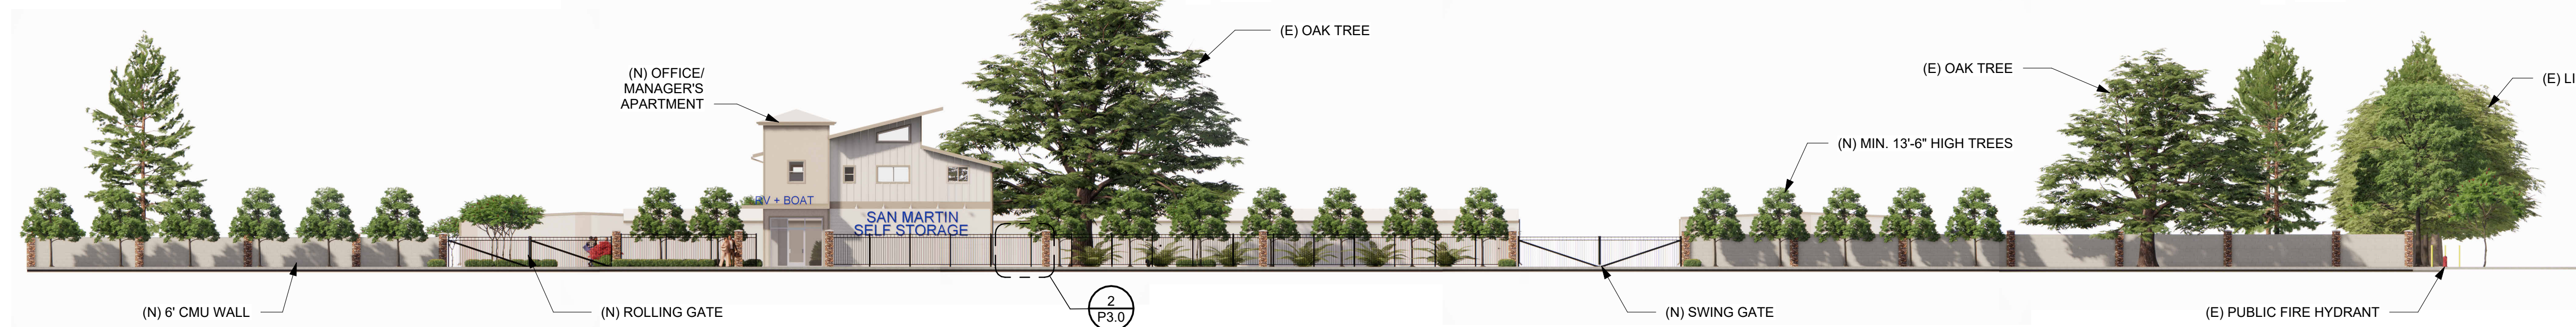 (E) OAK TREE
(N) OFFICE/
MANAGER'S
APARTMENT
(E) OAK TREE
(E) LI
(N) MIN. 13'-6" HIGH TREES
RV + BOAT
SAN MARTIN
SELF STORAGE
(N) 6' CMU WALL
(N) ROLLING GATE
2
P3.0
(N) SWING GATE
(E) PUBLIC FIRE HYDRANT